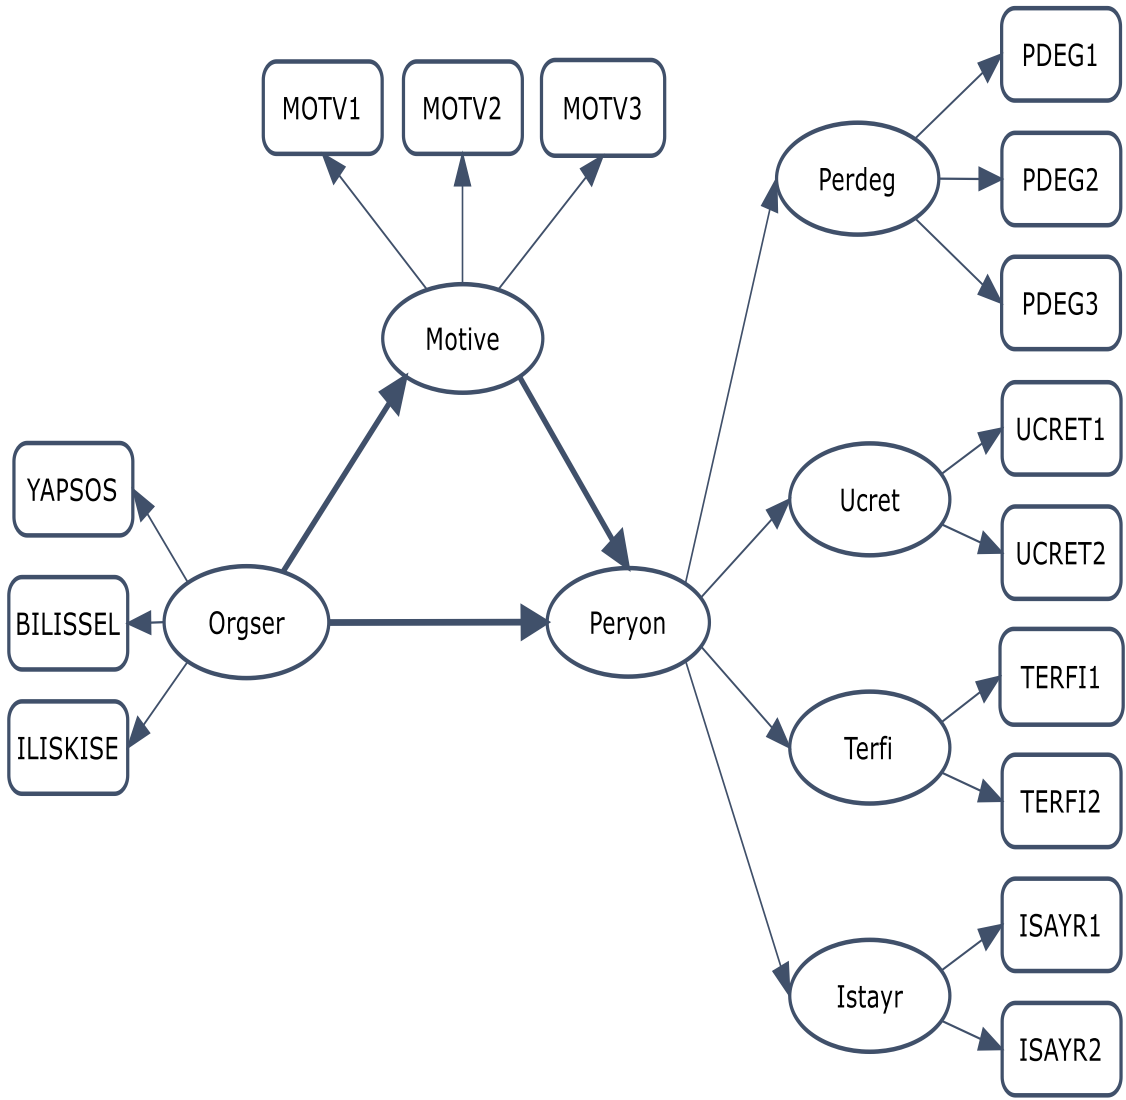 PDEG1
MOTV1
MOTV2
MOTV3
Perdeg
PDEG2
PDEG3
Motive
UCRET1
YAPSOS
Ucret
UCRET2
BILISSEL
Orgser
Peryon
TERFI1
ILISKISE
Terfi
TERFI2
ISAYR1
Istayr
ISAYR2